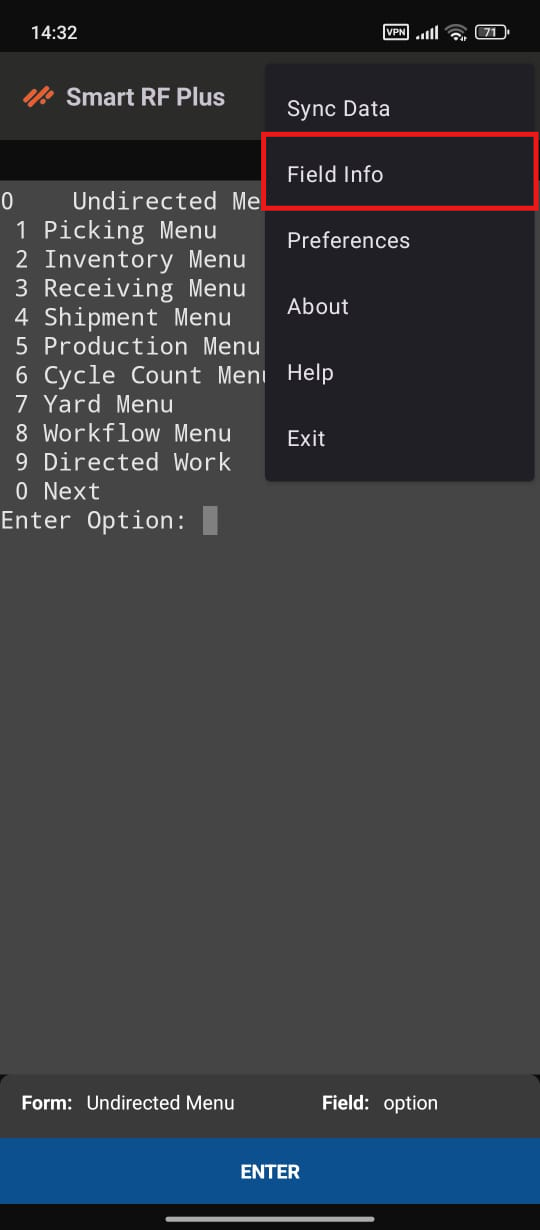 14:32
VPN
71
Smart RF Plus
Sync Data
Field Info
Preferences
About
Help
Exit
0    Undirected Me
1 Picking Menu
2 Inventory Menu
3 Receiving Menu
4 Shipment Menu
5 Production Menu
6 Cycle Count Menu
7 Yard Menu
8 Workflow Menu
9 Directed Work
0 Next
Enter Option:
Form: Undirected Menu Field: option
ENTER